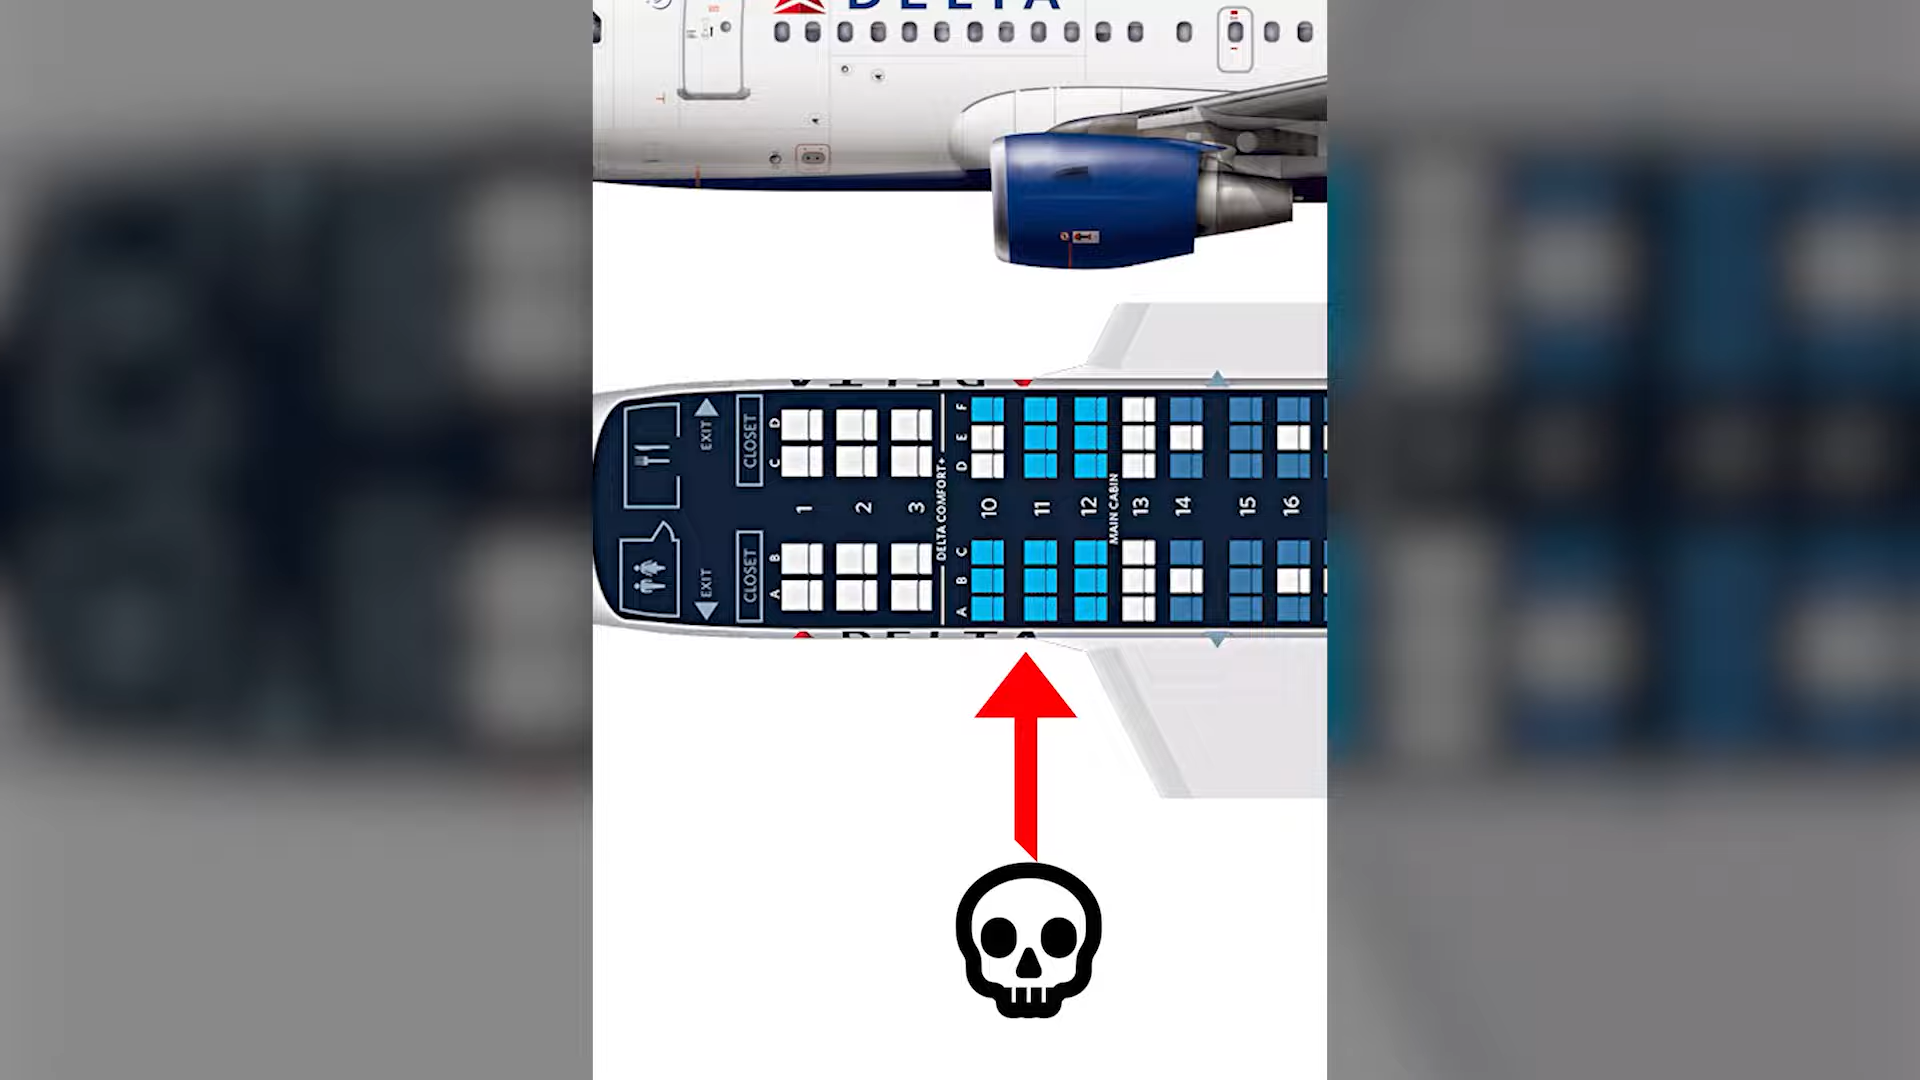 DELTA
DELTA
EXIT
CLOSET
D
C
F
E
D
1
2
3
DELTA COMFORT+
10
11
12
MAIN CABIN
13
14
15
16
EXIT
CLOSET
B
A
C
B
A
DELTA